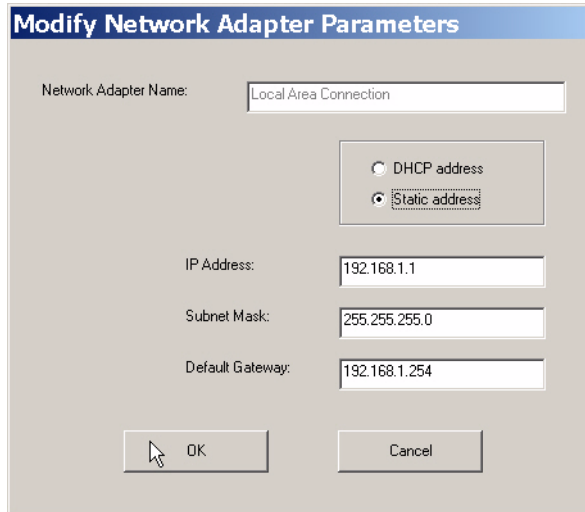 Modify Network Adapter Parameters
Network Adapter Name: Local Area Connection
DHCP address
Static address
IP Address: 192.168.1.1
Subnet Mask: 255.255.255.0
Default Gateway: 192.168.1.254
OK Cancel